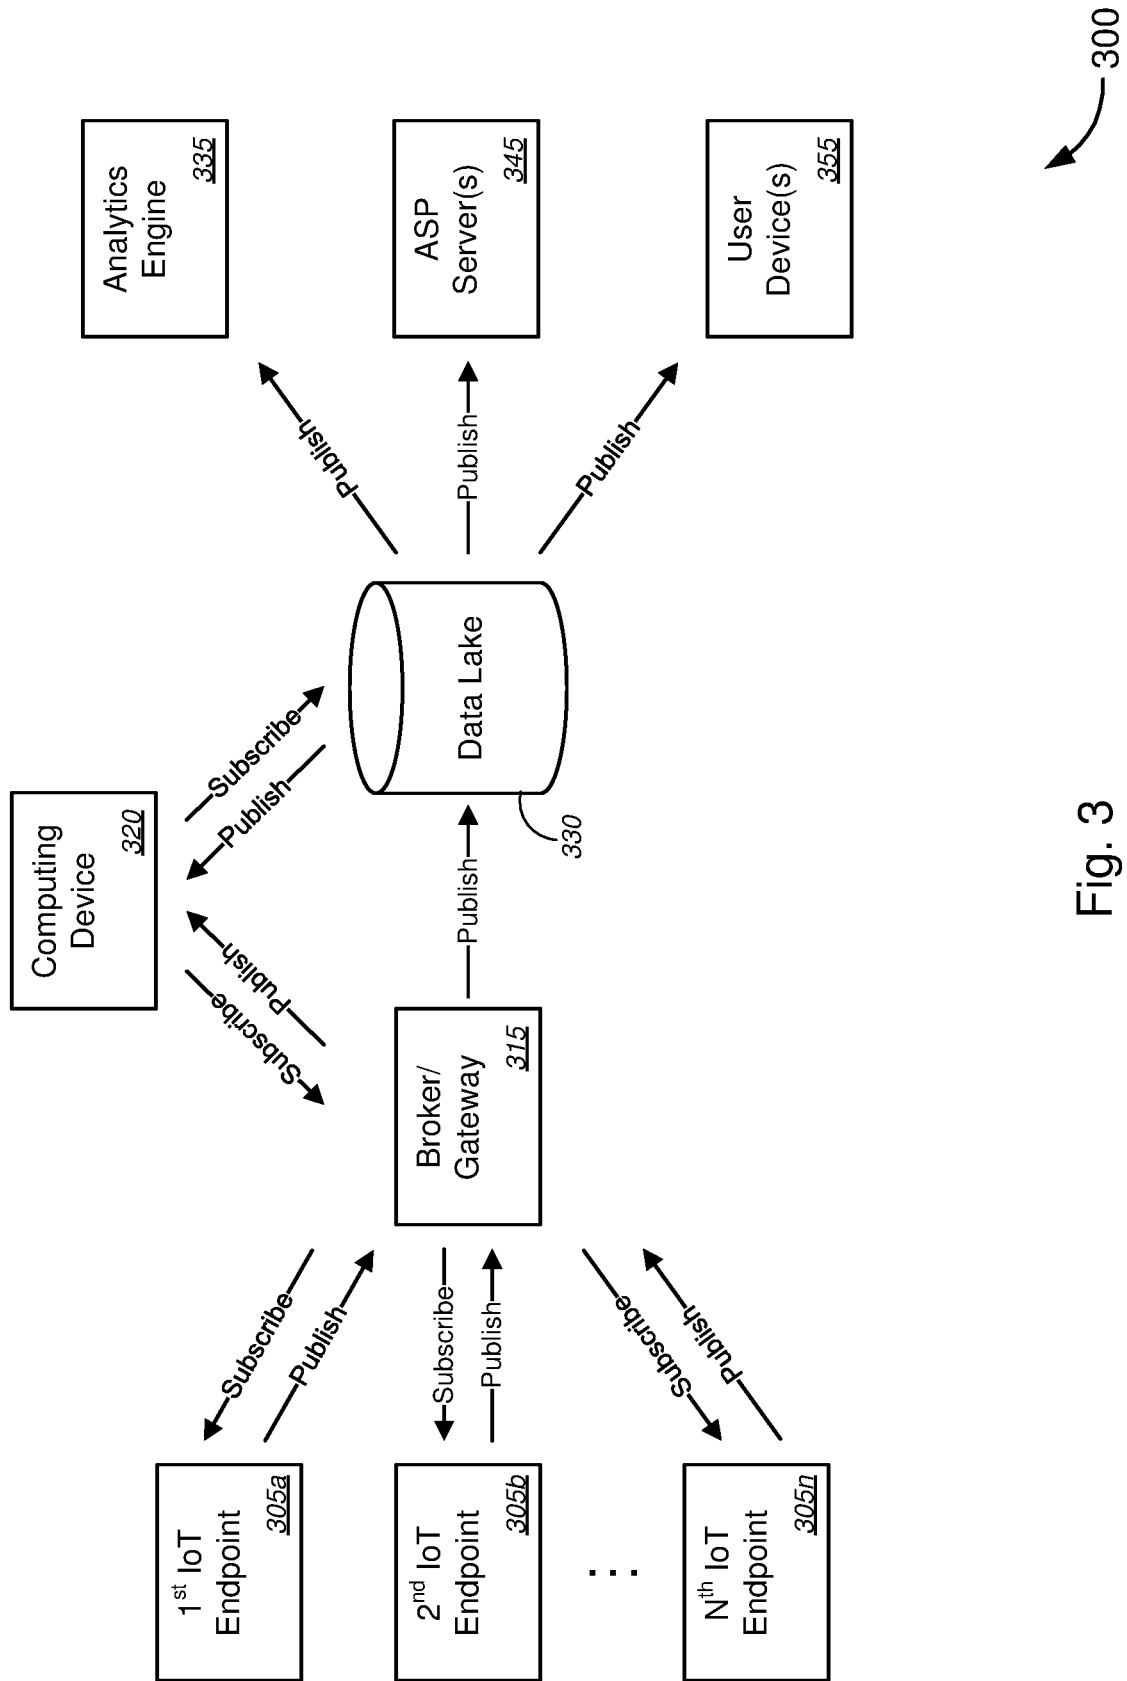 1st IoT
Endpoint
305a
2nd IoT
Endpoint
305b
...
Nth IoT
Endpoint
305n
Subscribe
Publish
Subscribe
Publish
Subscribe
Publish
Broker/
Gateway
315
Subscribe
Publish
Computing
Device
320
Publish
Subscribe
Publish
Data Lake
330
Publish
Publish
Publish
Analytics
Engine
335
ASP
Server(s)
345
User
Device(s)
355
300
Fig. 3